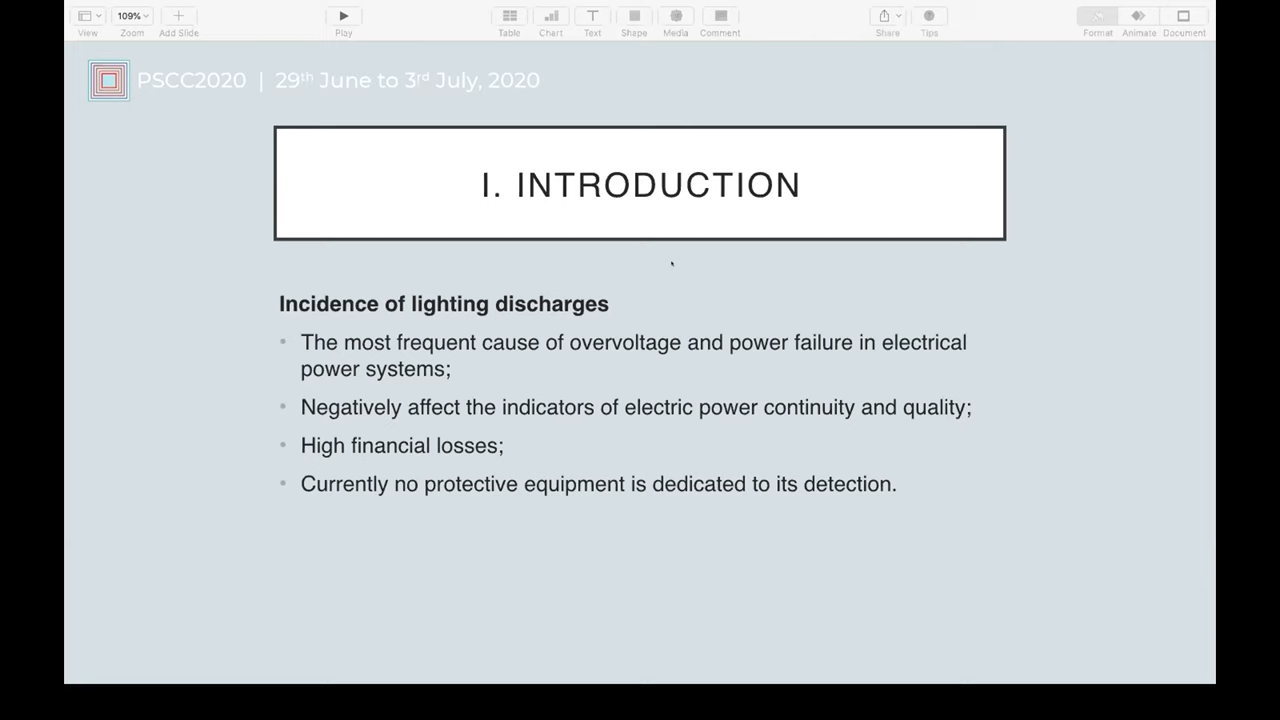 109%
View Zoom Add Slide Play Table Chart Text Shape Media Comment Share Tips Format Animate Document
PSCC2020 | 29th June to 3rd July, 2020
I. INTRODUCTION
Incidence of lighting discharges
• The most frequent cause of overvoltage and power failure in electrical
power systems;
• Negatively affect the indicators of electric power continuity and quality;
• High financial losses;
• Currently no protective equipment is dedicated to its detection.